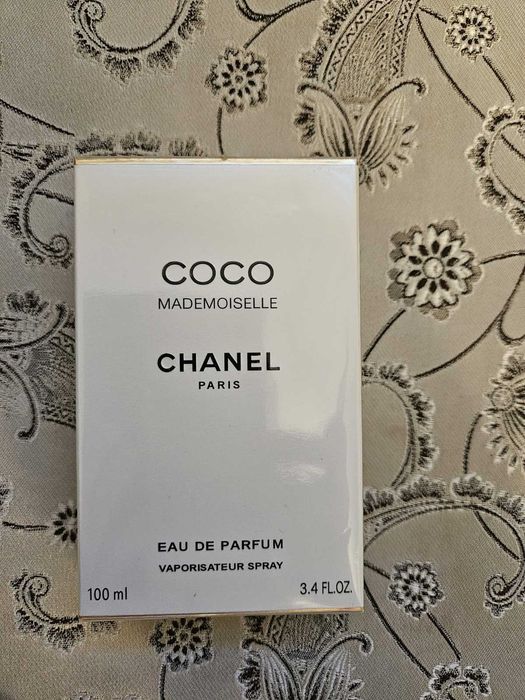 COCO
MADEMOISELLE
CHANEL
PARIS
EAU DE PARFUM
VAPORISATEUR SPRAY
100 ml 3.4 FL.OZ.